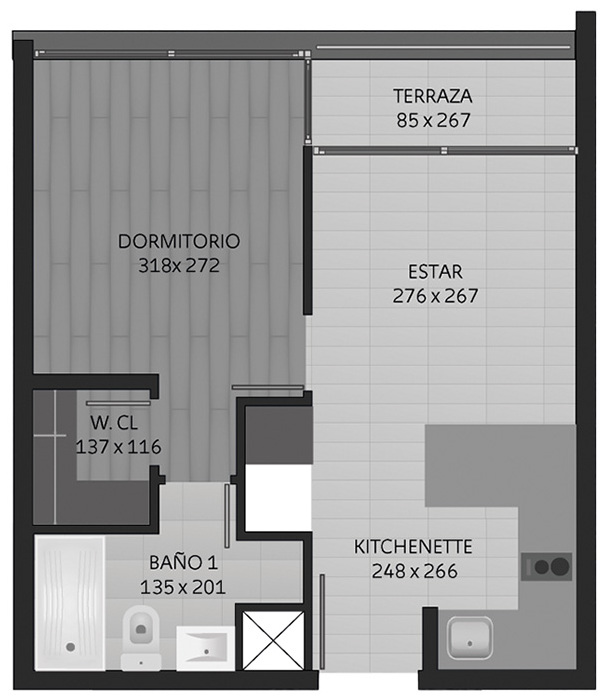 TERRAZA
85 x 267
DORMITORIO
318x 272
ESTAR
276 x 267
W. CL
137 x 116
KITCHENETTE
248 x 266
BAÑO 1
135 x 201